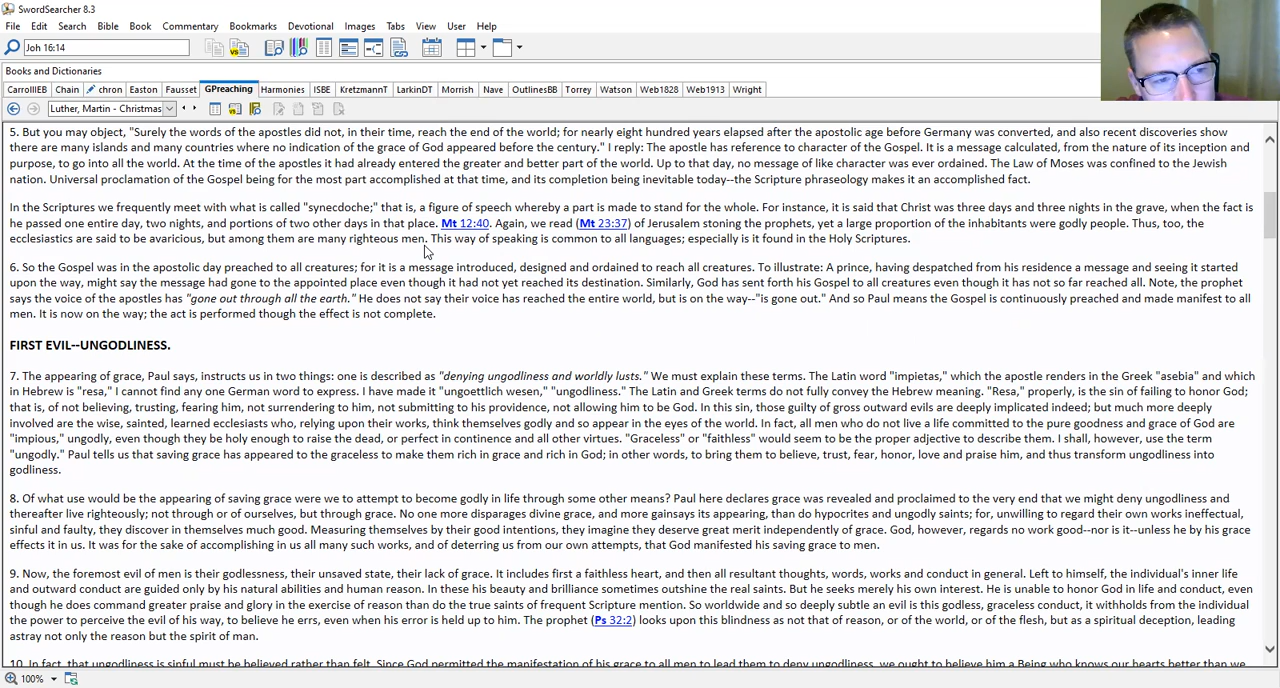 SwordSearcher 8.3
File Edit Search Bible Book Commentary Bookmarks Devotional Images Tabs View User Help
Joh 16:14
Books and Dictionaries
CarrollIEB Chain chron Easton Fausset GPreaching Harmonies ISBE KretzmannT LarkinDT Morrish Nave OutlinesBB Torrey Watson Web1828 Web1913 Wright
Luther, Martin - Christmas
5. But you may object, "Surely the words of the apostles did not, in their time, reach the end of the world; for nearly eight hundred years elapsed after the apostolic age before Germany was converted, and also recent discoveries show
there are many islands and many countries where no indication of the grace of God appeared before the century." I reply: The apostle has reference to character of the Gospel. It is a message calculated, from the nature of its inception and
purpose, to go into all the world. At the time of the apostles it had already entered the greater and better part of the world. Up to that day, no message of like character was ever ordained. The Law of Moses was confined to the Jewish
nation. Universal proclamation of the Gospel being for the most part accomplished at that time, and its completion being inevitable today--the Scripture phraseology makes it an accomplished fact.
In the Scriptures we frequently meet with what is called "synecdoche;" that is, a figure of speech whereby a part is made to stand for the whole. For instance, it is said that Christ was three days and three nights in the grave, when the fact is
he passed one entire day, two nights, and portions of two other days in that place. Mt 12:40. Again, we read (Mt 23:37) of Jerusalem stoning the prophets, yet a large proportion of the inhabitants were godly people. Thus, too, the
ecclesiastics are said to be avaricious, but among them are many righteous men. This way of speaking is common to all languages; especially is it found in the Holy Scriptures.
6. So the Gospel was in the apostolic day preached to all creatures; for it is a message introduced, designed and ordained to reach all creatures. To illustrate: A prince, having despatched from his residence a message and seeing it started
upon the way, might say the message had gone to the appointed place even though it had not yet reached its destination. Similarly, God has sent forth his Gospel to all creatures even though it has not so far reached all. Note, the prophet
says the voice of the apostles has "gone out through all the earth." He does not say their voice has reached the entire world, but is on the way--"is gone out." And so Paul means the Gospel is continuously preached and made manifest to all
men. It is now on the way; the act is performed though the effect is not complete.
FIRST EVIL--UNGODLINESS.
7. The appearing of grace, Paul says, instructs us in two things: one is described as "denying ungodliness and worldly lusts." We must explain these terms. The Latin word "impietas," which the apostle renders in the Greek "asebia" and which
in Hebrew is "resa," I cannot find any one German word to express. I have made it "ungoettlich wesen," "ungodliness." The Latin and Greek terms do not fully convey the Hebrew meaning. "Resa," properly, is the sin of failing to honor God;
that is, of not believing, trusting, fearing him, not surrendering to him, not submitting to his providence, not allowing him to be God. In this sin, those guilty of gross outward evils are deeply implicated indeed; but much more deeply
involved are the wise, sainted, learned ecclesiasts who, relying upon their works, think themselves godly and so appear in the eyes of the world. In fact, all men who do not live a life committed to the pure goodness and grace of God are
"impious," ungodly, even though they be holy enough to raise the dead, or perfect in continence and all other virtues. "Graceless" or "faithless" would seem to be the proper adjective to describe them. I shall, however, use the term
"ungodly." Paul tells us that saving grace has appeared to the graceless to make them rich in grace and rich in God; in other words, to bring them to believe, trust, fear, honor, love and praise him, and thus transform ungodliness into
godliness.
8. Of what use would be the appearing of saving grace were we to attempt to become godly in life through some other means? Paul here declares grace was revealed and proclaimed to the very end that we might deny ungodliness and
thereafter live righteously; not through or of ourselves, but through grace. No one more disparages divine grace, and more gainsays its appearing, than do hypocrites and ungodly saints; for, unwilling to regard their own works ineffectual,
sinful and faulty, they discover in themselves much good. Measuring themselves by their good intentions, they imagine they deserve great merit independently of grace. God, however, regards no work good--nor is it--unless he by his grace
effects it in us. It was for the sake of accomplishing in us all many such works, and of deterring us from our own attempts, that God manifested his saving grace to men.
9. Now, the foremost evil of men is their godlessness, their unsaved state, their lack of grace. It includes first a faithless heart, and then all resultant thoughts, words, works and conduct in general. Left to himself, the individual's inner life
and outward conduct are guided only by his natural abilities and human reason. In these his beauty and brilliance sometimes outshine the real saints. But he seeks merely his own interest. He is unable to honor God in life and conduct, even
though he does command greater praise and glory in the exercise of reason than do the true saints of frequent Scripture mention. So worldwide and so deeply subtle an evil is this godless, graceless conduct, it withholds from the individual
the power to perceive the evil of his way, to believe he errs, even when his error is held up to him. The prophet (Ps 32:2) looks upon this blindness as not that of reason, or of the world, or of the flesh, but as a spiritual deception, leading
astray not only the reason but the spirit of man.
10. In fact, that ungodliness is sinful must be believed rather than felt. Since God permitted the manifestation of his grace to all men to lead them to deny ungodliness, we ought to believe him a Being who knows our hearts better than we
100%